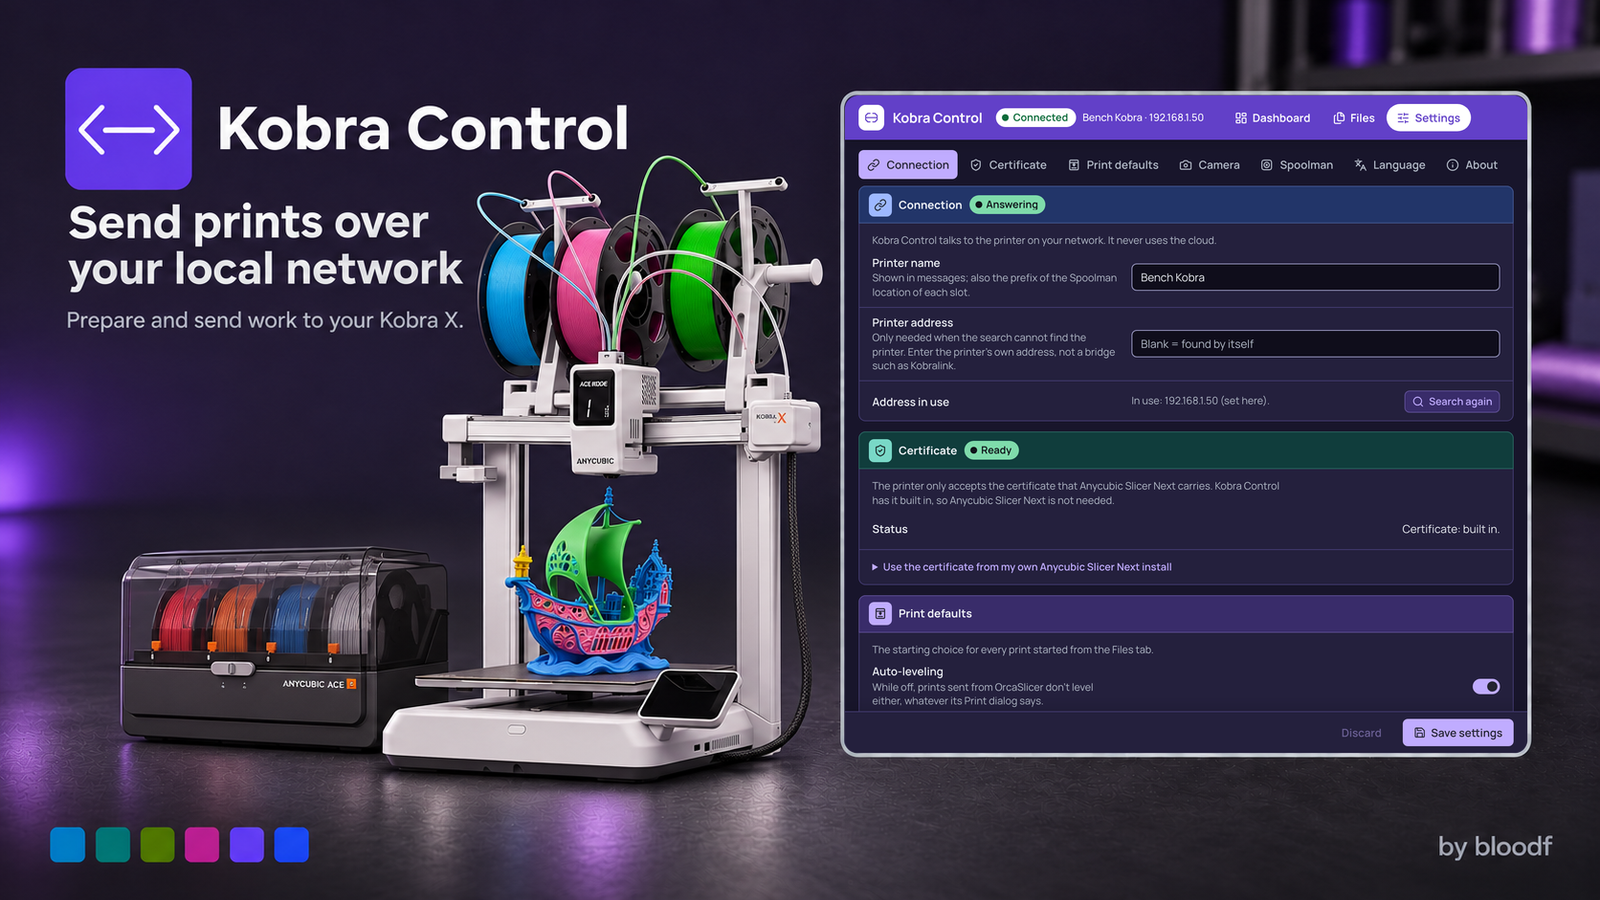 Kobra Control
Send prints over
your local network
Prepare and send work to your Kobra X.
ACE RODE
KOBRA X
ANYCUBIC
ANYCUBIC ACE
Kobra Control
Connected
Bench Kobra · 192.168.1.50
Dashboard
Files
Settings
Connection
Certificate
Print defaults
Camera
Spoolman
Language
About
Connection
Answering
Kobra Control talks to the printer on your network. It never uses the cloud.
Printer name
Shown in messages; also the prefix of the Spoolman
location of each slot.
Bench Kobra
Printer address
Only needed when the search cannot find the
printer. Enter the printer's own address, not a bridge
such as Kobralink.
Blank = found by itself
Address in use
In use: 192.168.1.50 (set here).
Search again
Certificate
Ready
The printer only accepts the certificate that Anycubic Slicer Next carries. Kobra Control
has it built in, so Anycubic Slicer Next is not needed.
Status
Certificate: built in.
Use the certificate from my own Anycubic Slicer Next install
Print defaults
The starting choice for every print started from the Files tab.
Auto-leveling
While off, prints sent from OrcaSlicer don't level
either, whatever its Print dialog says.
Discard
Save settings
by bloodf